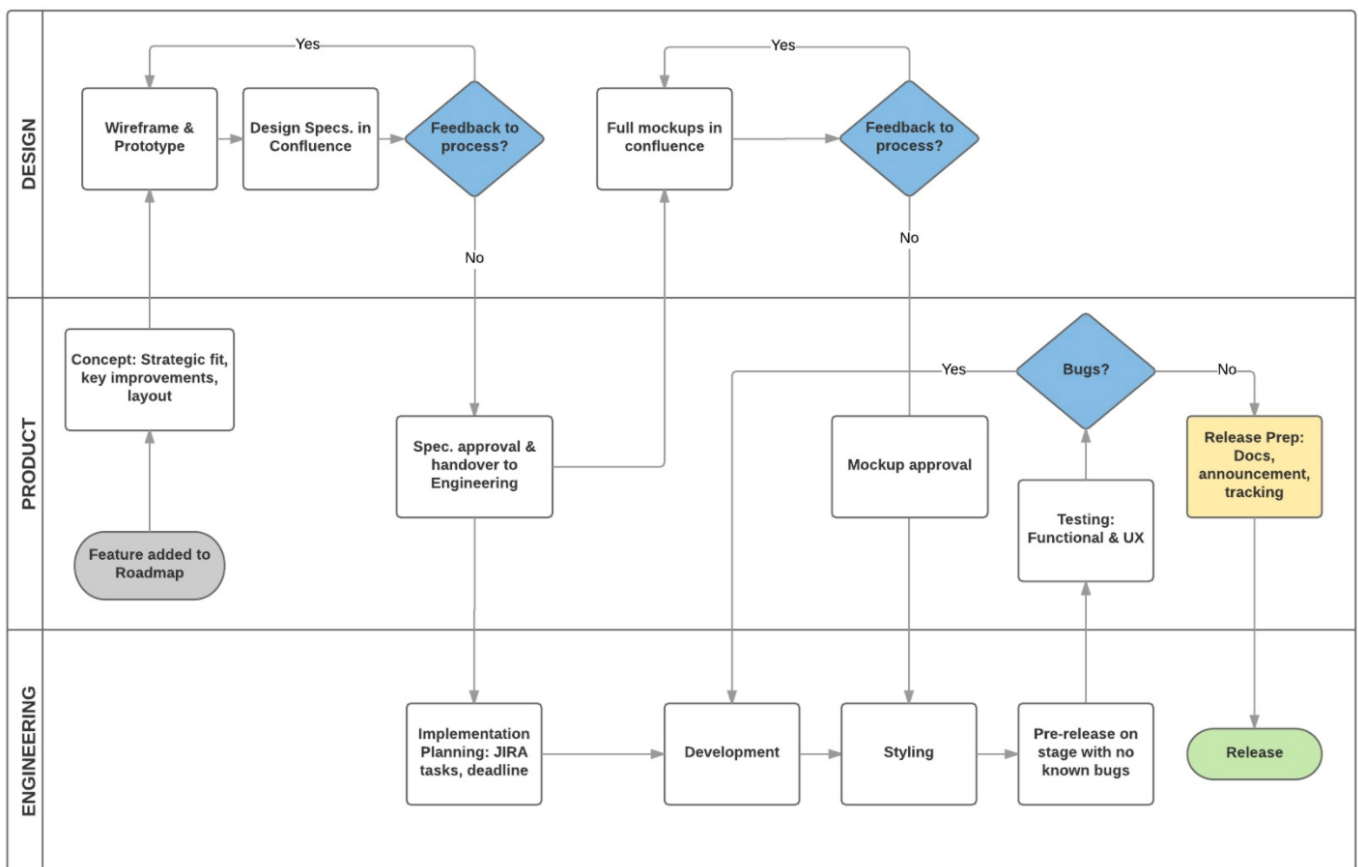 DESIGN
Yes
Wireframe &
Prototype
Design Specs. in
Confluence
Feedback to
process?
No
Yes
Full mockups in
confluence
Feedback to
process?
No
PRODUCT
Concept: Strategic fit,
key improvements,
layout
Feature added to
Roadmap
Spec. approval &
handover to
Engineering
Mockup approval
Yes
Bugs?
No
Testing:
Functional & UX
Release Prep:
Docs,
announcement,
tracking
ENGINEERING
Implementation
Planning: JIRA
tasks, deadline
Development
Styling
Pre-release on
stage with no
known bugs
Release